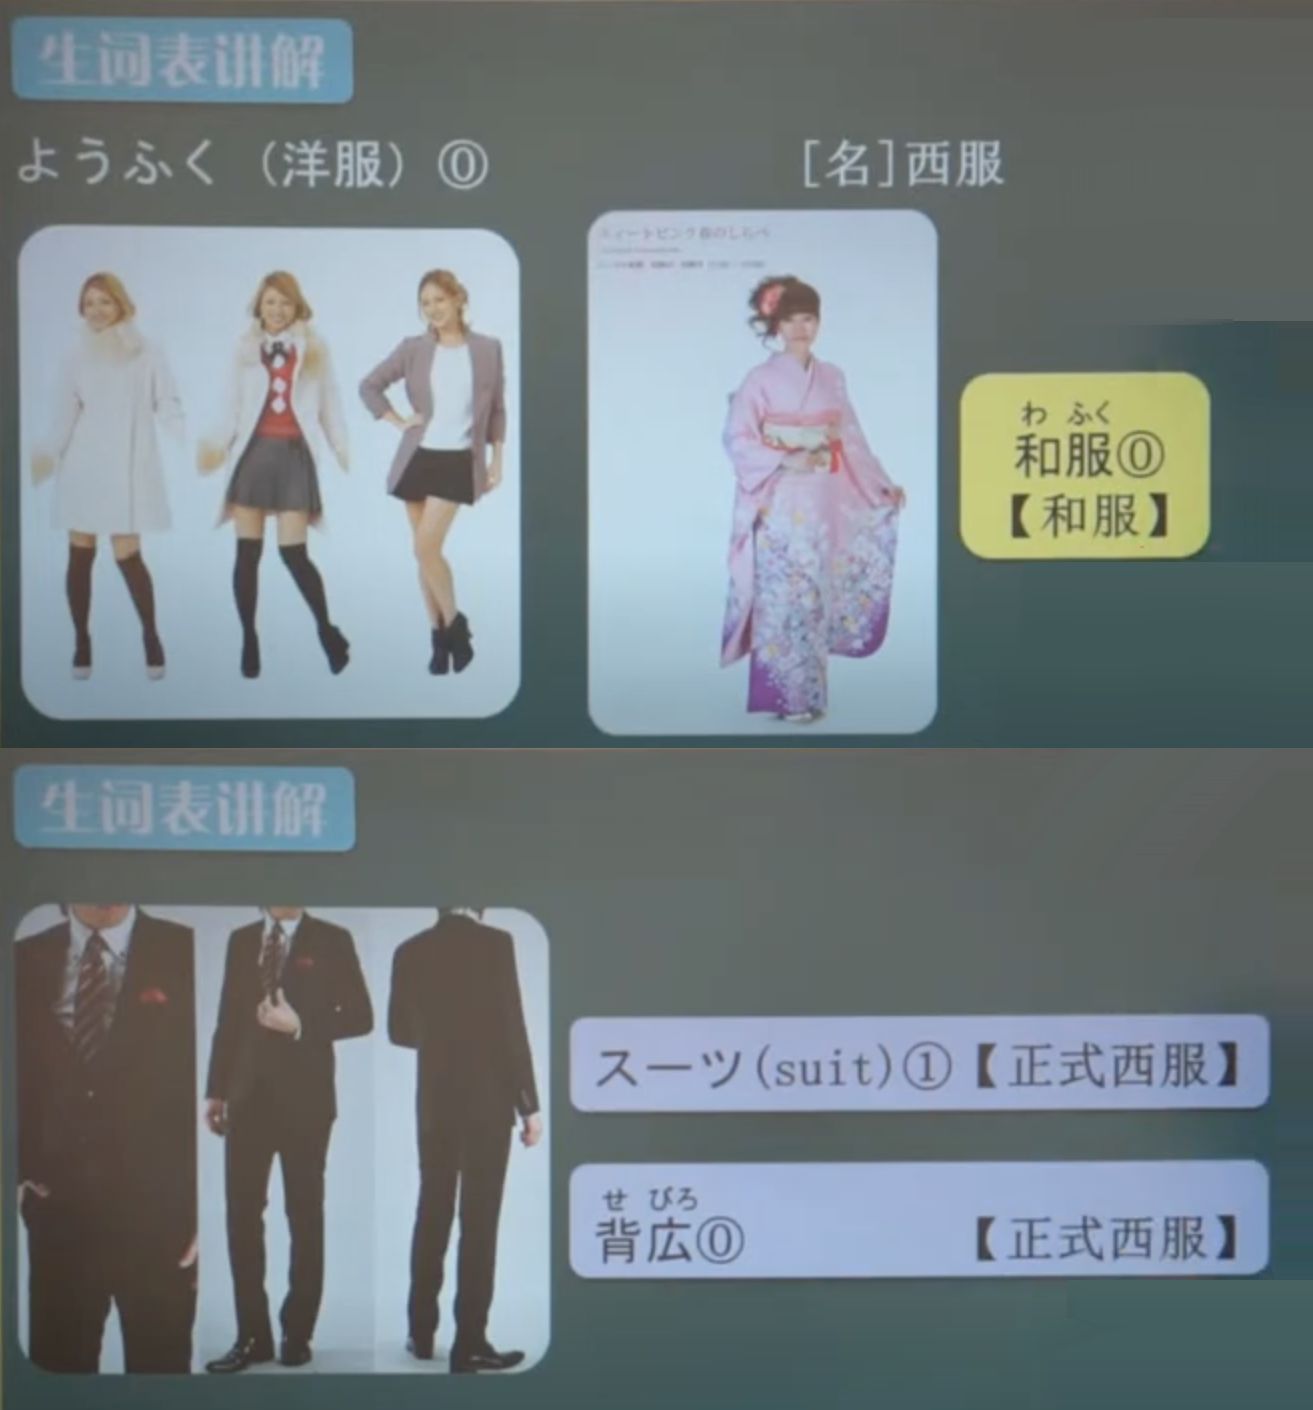 生词表讲解
ようふく（洋服）⓪ [名]西服
わ ふく
和服⓪
【和服】
生词表讲解
スーツ(suit)①【正式西服】
せ びろ
背広⓪ 【正式西服】